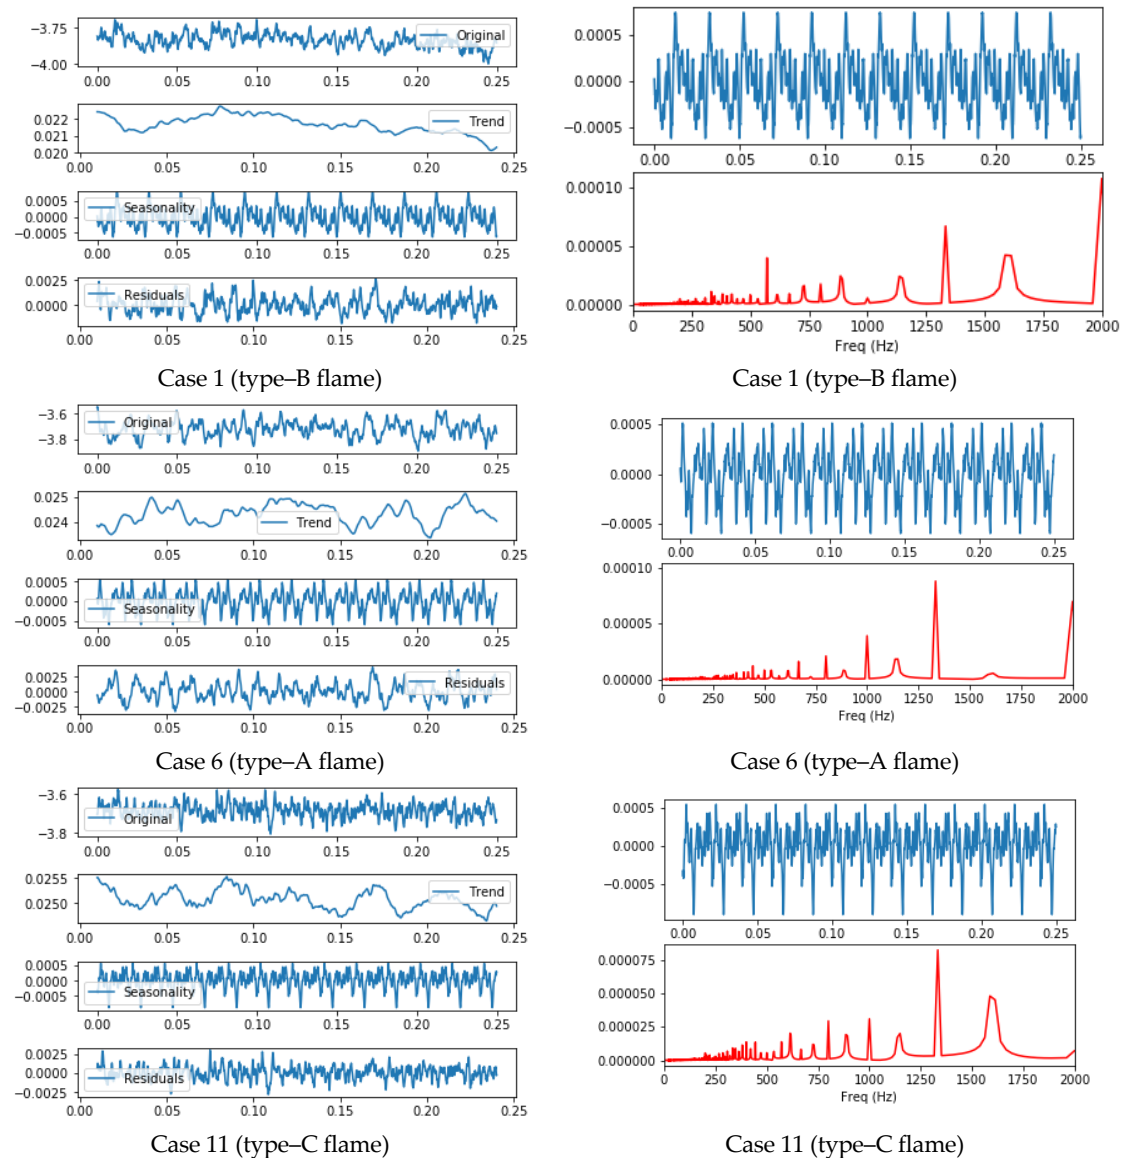 −3.75
−4.00
Original
0.00 0.05 0.10 0.15 0.20 0.25
0.022
0.021
0.020
Trend
0.00 0.05 0.10 0.15 0.20 0.25
0.0005
0.0000
−0.0005
Seasonality
0.00 0.05 0.10 0.15 0.20 0.25
0.0025
0.0000
Residuals
0.00 0.05 0.10 0.15 0.20 0.25
Case 1 (type–B flame)
0.0005
0.0000
−0.0005
0.00 0.05 0.10 0.15 0.20 0.25
0.00010
0.00005
0.00000
0 250 500 750 1000 1250 1500 1750 2000
Freq (Hz)
Case 1 (type–B flame)
−3.6
−3.8
Original
0.00 0.05 0.10 0.15 0.20 0.25
0.025
0.024
Trend
0.00 0.05 0.10 0.15 0.20 0.25
0.0005
0.0000
−0.0005
Seasonality
0.00 0.05 0.10 0.15 0.20 0.25
0.0025
0.0000
−0.0025
Residuals
0.00 0.05 0.10 0.15 0.20 0.25
Case 6 (type–A flame)
0.0005
0.0000
−0.0005
0.00 0.05 0.10 0.15 0.20 0.25
0.00010
0.00005
0.00000
0 250 500 750 1000 1250 1500 1750 2000
Freq (Hz)
Case 6 (type–A flame)
−3.6
−3.8
Original
0.00 0.05 0.10 0.15 0.20 0.25
0.0255
0.0250
Trend
0.00 0.05 0.10 0.15 0.20 0.25
0.0005
0.0000
−0.0005
Seasonality
0.00 0.05 0.10 0.15 0.20 0.25
0.0025
0.0000
−0.0025
Residuals
0.00 0.05 0.10 0.15 0.20 0.25
Case 11 (type–C flame)
0.0005
0.0000
−0.0005
0.00 0.05 0.10 0.15 0.20 0.25
0.000075
0.000050
0.000025
0.000000
0 250 500 750 1000 1250 1500 1750 2000
Freq (Hz)
Case 11 (type–C flame)